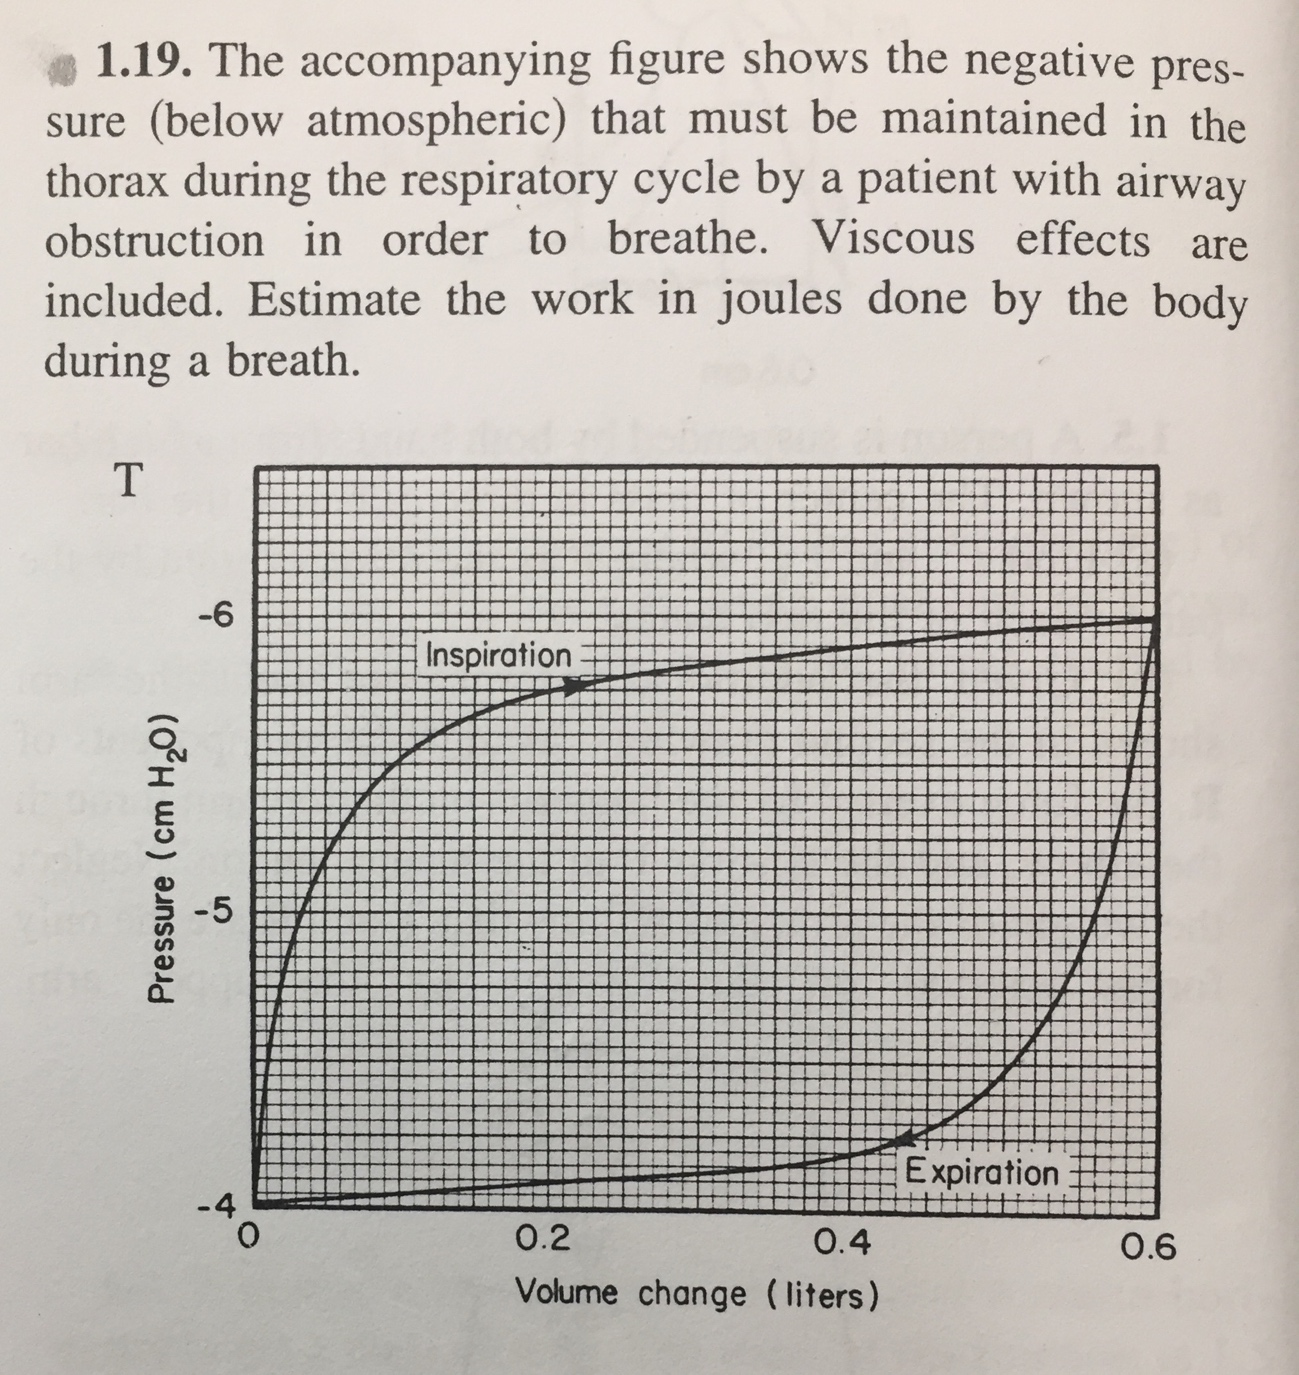 1.19. The accompanying figure shows the negative pres-
sure (below atmospheric) that must be maintained in the
thorax during the respiratory cycle by a patient with airway
obstruction in order to breathe. Viscous effects are
included. Estimate the work in joules done by the body
during a breath.
T
-6
Inspiration
Pressure (cm H₂O)
-5
Expiration
-4
0 0.2 0.4 0.6
Volume change (liters)